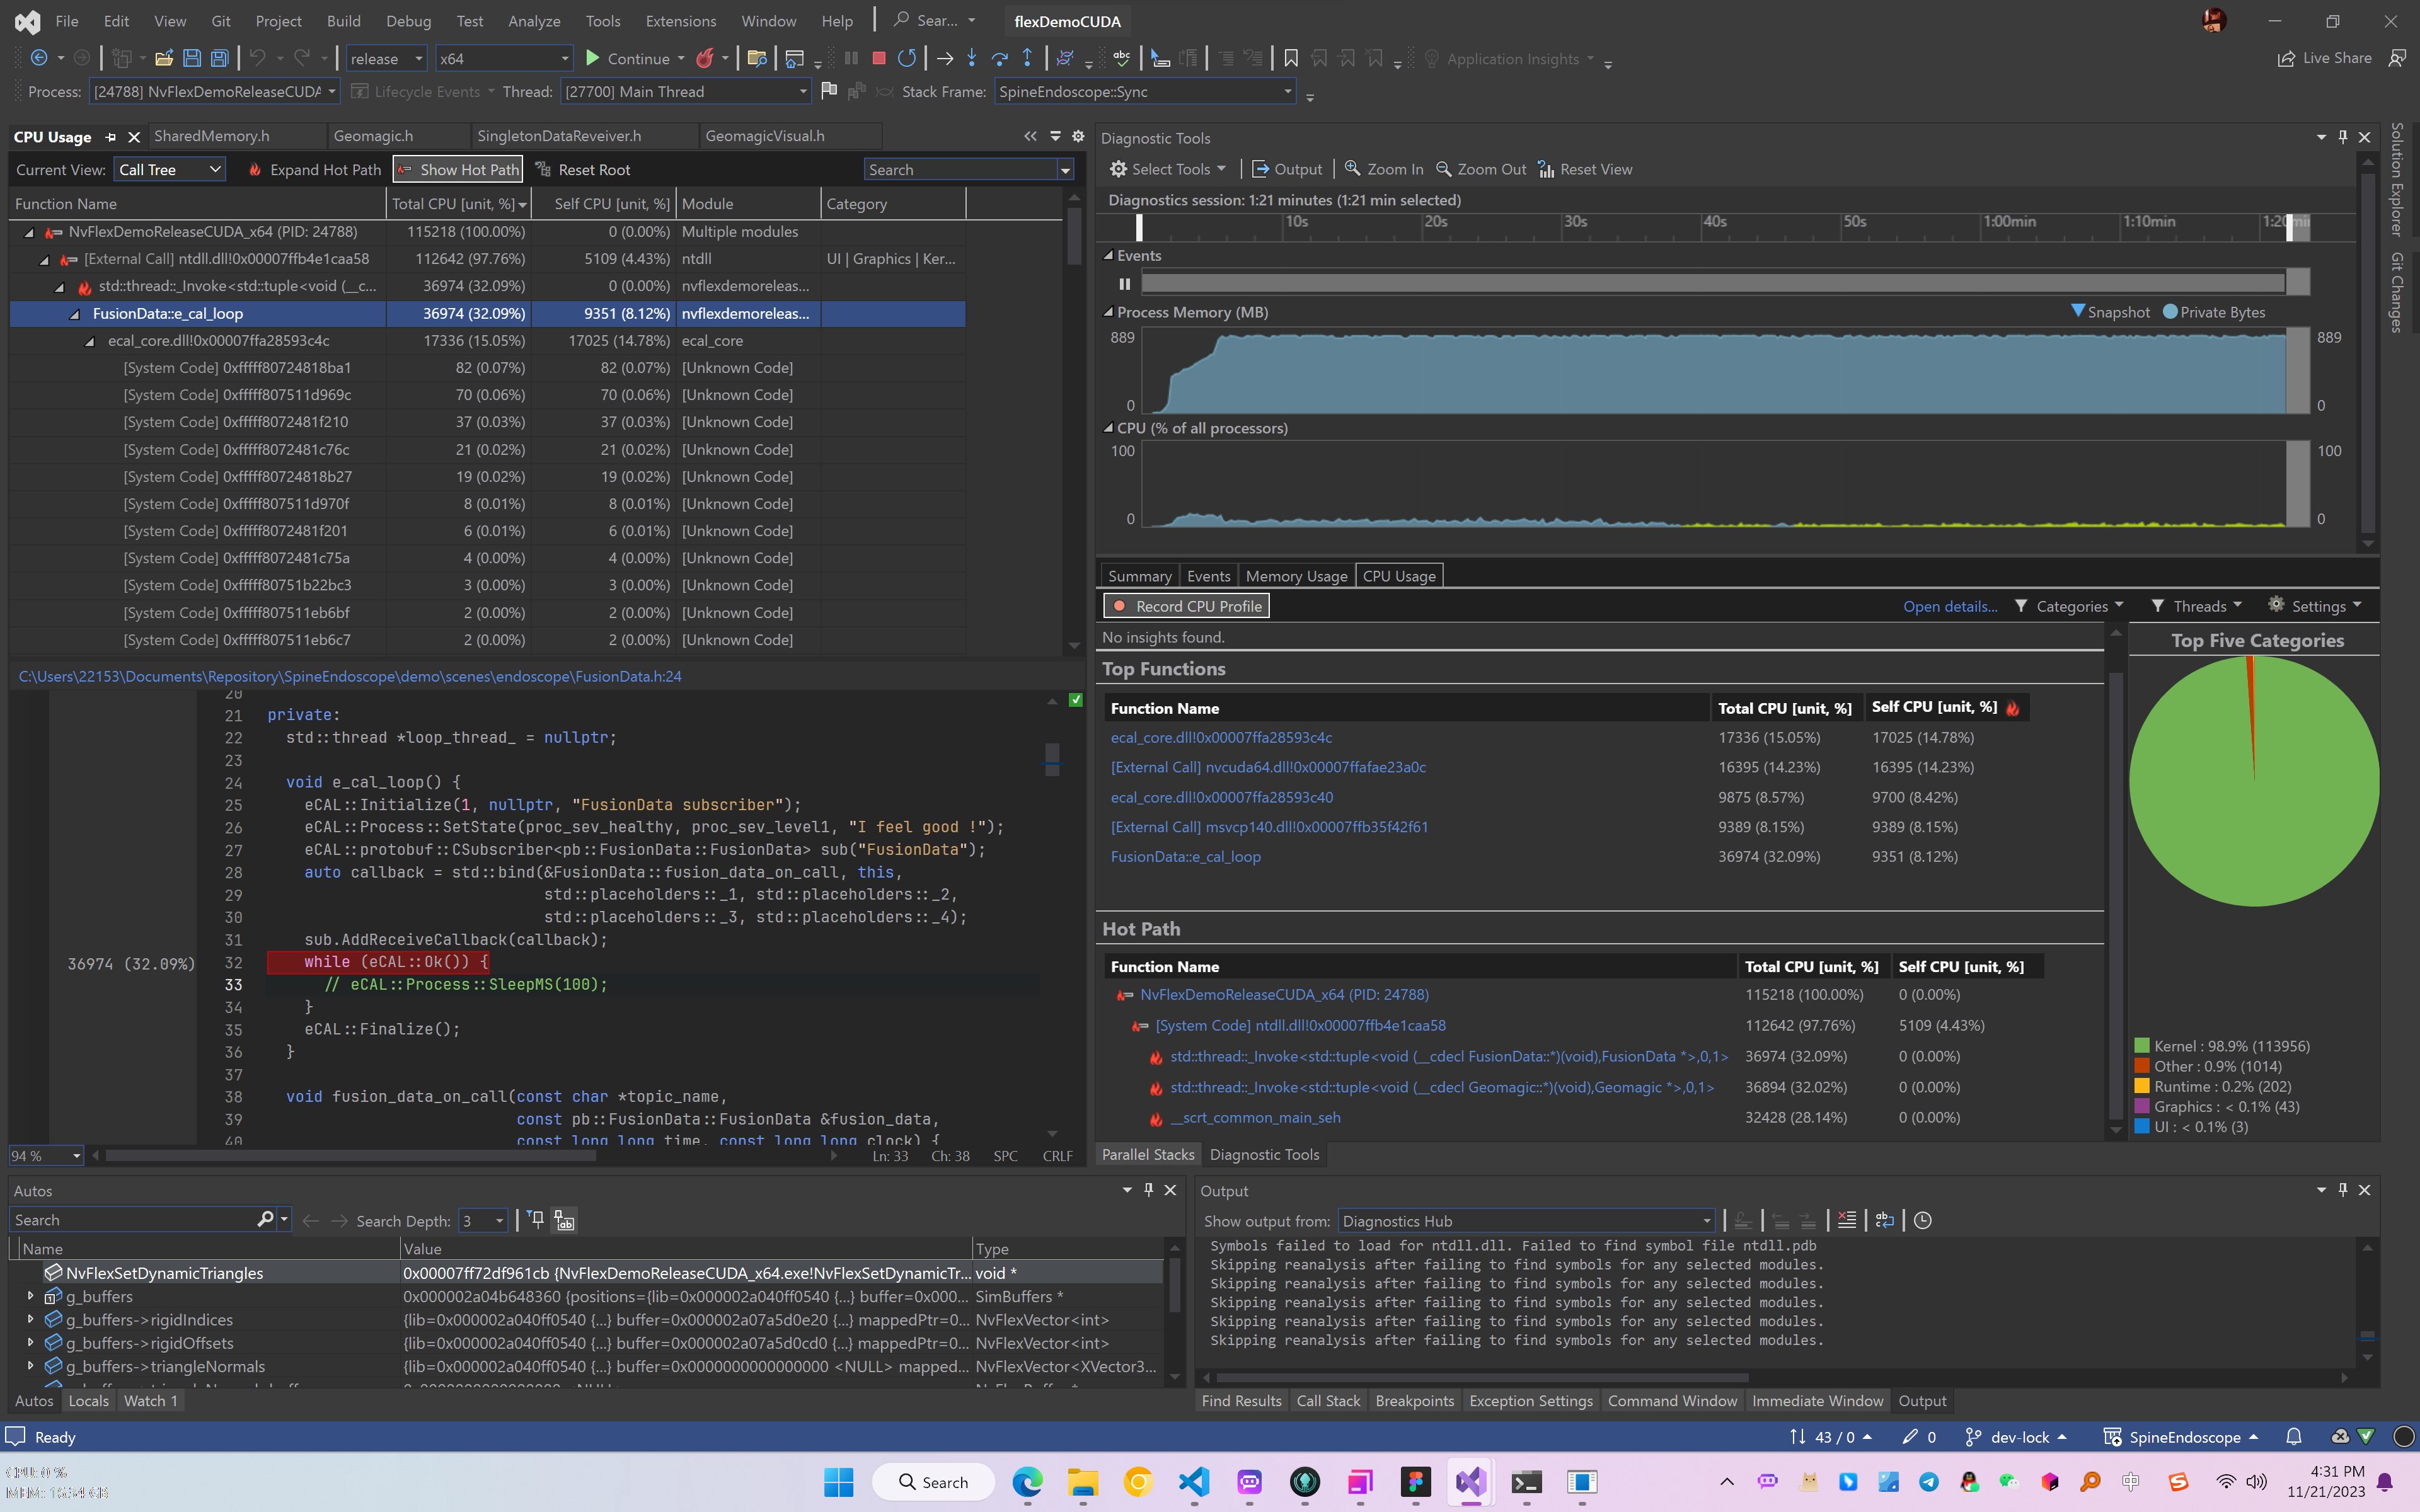 File Edit View Git Project Build Debug Test Analyze Tools Extensions Window Help Sear... flexDemoCUDA
release x64 Continue Application Insights Live Share
Process: [24788] NvFlexDemoReleaseCUDA Lifecycle Events Thread: [27700] Main Thread Stack Frame: SpineEndoscope::Sync
CPU Usage SharedMemory.h Geomagic.h SingletonDataReveiver.h GeomagicVisual.h
Current View: Call Tree Expand Hot Path Show Hot Path Reset Root Search
Function Name Total CPU [unit, %] Self CPU [unit, %] Module Category
NvFlexDemoReleaseCUDA_x64 (PID: 24788) 115218 (100.00%) 0 (0.00%) Multiple modules
[External Call] ntdll.dll!0x00007ffb4e1caa58 112642 (97.76%) 5109 (4.43%) ntdll UI | Graphics | Ker...
std::thread::_Invoke<std::tuple<void (__c... 36974 (32.09%) 0 (0.00%) nvflexdemoreleas...
FusionData::e_cal_loop 36974 (32.09%) 9351 (8.12%) nvflexdemoreleas...
ecal_core.dll!0x00007ffa28593c4c 17336 (15.05%) 17025 (14.78%) ecal_core
[System Code] 0xfffff80724818ba1 82 (0.07%) 82 (0.07%) [Unknown Code]
[System Code] 0xfffff807511d969c 70 (0.06%) 70 (0.06%) [Unknown Code]
[System Code] 0xfffff8072481f210 37 (0.03%) 37 (0.03%) [Unknown Code]
[System Code] 0xfffff8072481c76c 21 (0.02%) 21 (0.02%) [Unknown Code]
[System Code] 0xfffff80724818b27 19 (0.02%) 19 (0.02%) [Unknown Code]
[System Code] 0xfffff807511d970f 8 (0.01%) 8 (0.01%) [Unknown Code]
[System Code] 0xfffff8072481f201 6 (0.01%) 6 (0.01%) [Unknown Code]
[System Code] 0xfffff8072481c75a 4 (0.00%) 4 (0.00%) [Unknown Code]
[System Code] 0xfffff80751b22bc3 3 (0.00%) 3 (0.00%) [Unknown Code]
[System Code] 0xfffff807511eb6bf 2 (0.00%) 2 (0.00%) [Unknown Code]
[System Code] 0xfffff807511eb6c7 2 (0.00%) 2 (0.00%) [Unknown Code]
C:\Users\22153\Documents\Repository\SpineEndoscope\demo\scenes\endoscope\FusionData.h:24
20
21 private:
22 std::thread *loop_thread_ = nullptr;
23
24 void e_cal_loop() {
25 eCAL::Initialize(1, nullptr, "FusionData subscriber");
26 eCAL::Process::SetState(proc_sev_healthy, proc_sev_level1, "I feel good !");
27 eCAL::protobuf::CSubscriber<pb::FusionData::FusionData> sub("FusionData");
28 auto callback = std::bind(&FusionData::fusion_data_on_call, this,
29 std::placeholders::_1, std::placeholders::_2,
30 std::placeholders::_3, std::placeholders::_4);
31 sub.AddReceiveCallback(callback);
36974 (32.09%) 32 while (eCAL::Ok()) {
33 // eCAL::Process::SleepMS(100);
34 }
35 eCAL::Finalize();
36 }
37
38 void fusion_data_on_call(const char *topic_name,
39 const pb::FusionData::FusionData &fusion_data,
40 const long long time, const long long clock) {
94 % Ln: 33 Ch: 38 SPC CRLF
Diagnostic Tools
Select Tools Output Zoom In Zoom Out Reset View
Diagnostics session: 1:21 minutes (1:21 min selected)
10s 20s 30s 40s 50s 1:00min 1:10min 1:20min
Events
Process Memory (MB) Snapshot Private Bytes
889 889
0 0
CPU (% of all processors)
100 100
0 0
Summary Events Memory Usage CPU Usage
Record CPU Profile Open details... Categories Threads Settings
No insights found.
Top Functions
Function Name Total CPU [unit, %] Self CPU [unit, %]
ecal_core.dll!0x00007ffa28593c4c 17336 (15.05%) 17025 (14.78%)
[External Call] nvcuda64.dll!0x00007ffafae23a0c 16395 (14.23%) 16395 (14.23%)
ecal_core.dll!0x00007ffa28593c40 9875 (8.57%) 9700 (8.42%)
[External Call] msvcp140.dll!0x00007ffb35f42f61 9389 (8.15%) 9389 (8.15%)
FusionData::e_cal_loop 36974 (32.09%) 9351 (8.12%)
Hot Path
Function Name Total CPU [unit, %] Self CPU [unit, %]
NvFlexDemoReleaseCUDA_x64 (PID: 24788) 115218 (100.00%) 0 (0.00%)
[System Code] ntdll.dll!0x00007ffb4e1caa58 112642 (97.76%) 5109 (4.43%)
std::thread::_Invoke<std::tuple<void (__cdecl FusionData::*)(void),FusionData *>,0,1> 36974 (32.09%) 0 (0.00%)
std::thread::_Invoke<std::tuple<void (__cdecl Geomagic::*)(void),Geomagic *>,0,1> 36894 (32.02%) 0 (0.00%)
__scrt_common_main_seh 32428 (28.14%) 0 (0.00%)
Top Five Categories
Kernel : 98.9% (113956)
Other : 0.9% (1014)
Runtime : 0.2% (202)
Graphics : < 0.1% (43)
UI : < 0.1% (3)
Parallel Stacks Diagnostic Tools
Solution Explorer
Git Changes
Autos
Search Search Depth: 3
Name Value Type
NvFlexSetDynamicTriangles 0x00007ff72df961cb {NvFlexDemoReleaseCUDA_x64.exe!NvFlexSetDynamicTr... void *
g_buffers 0x000002a04b648360 {positions={lib=0x000002a040ff0540 {...} buffer=0x000... SimBuffers *
g_buffers->rigidIndices {lib=0x000002a040ff0540 {...} buffer=0x000002a07a5d0e20 {...} mappedPtr=0... NvFlexVector<int>
g_buffers->rigidOffsets {lib=0x000002a040ff0540 {...} buffer=0x000002a07a5d0cd0 {...} mappedPtr=0... NvFlexVector<int>
g_buffers->triangleNormals {lib=0x000002a040ff0540 {...} buffer=0x0000000000000000 <NULL> mapped... NvFlexVector<XVector3...
Autos Locals Watch 1
Output
Show output from: Diagnostics Hub
Symbols failed to load for ntdll.dll. Failed to find symbol file ntdll.pdb
Skipping reanalysis after failing to find symbols for any selected modules.
Skipping reanalysis after failing to find symbols for any selected modules.
Skipping reanalysis after failing to find symbols for any selected modules.
Skipping reanalysis after failing to find symbols for any selected modules.
Skipping reanalysis after failing to find symbols for any selected modules.
Find Results Call Stack Breakpoints Exception Settings Command Window Immediate Window Output
Ready 43 / 0 0 dev-lock SpineEndoscope
CPU: 0 %
Search
中
4:31 PM
11/21/2023